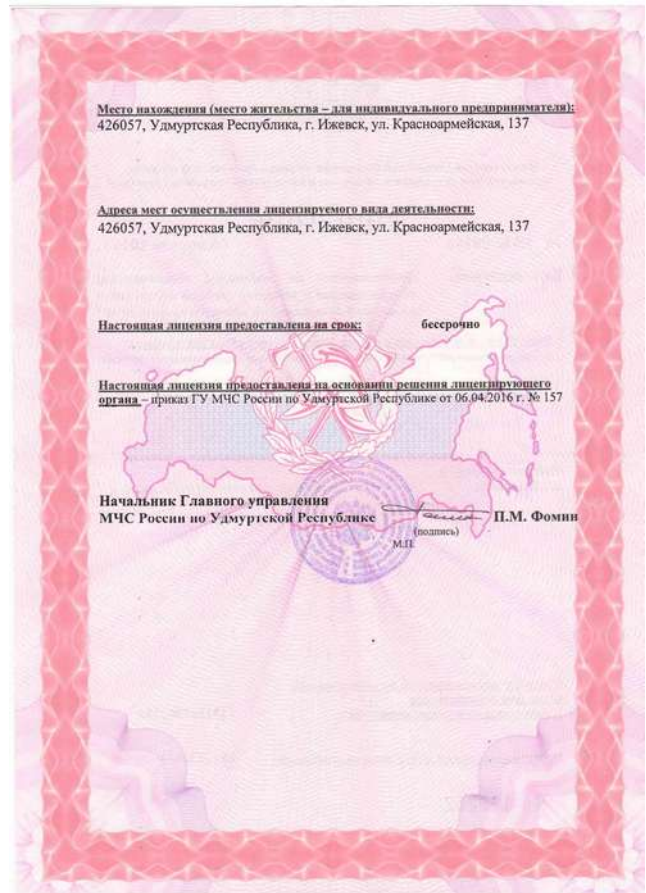 Место нахождения (место жительства – для индивидуального предпринимателя):
426057, Удмуртская Республика, г. Ижевск, ул. Красноармейская, 137
Адреса мест осуществления лицензируемого вида деятельности:
426057, Удмуртская Республика, г. Ижевск, ул. Красноармейская, 137
Настоящая лицензия предоставлена на срок: бессрочно
Настоящая лицензия предоставлена на основании решения лицензирующего
органа – приказ ГУ МЧС России по Удмуртской Республике от 06.04.2016 г. № 157
Начальник Главного управления
МЧС России по Удмуртской Республике П.М. Фомин
(подпись)
М.П.